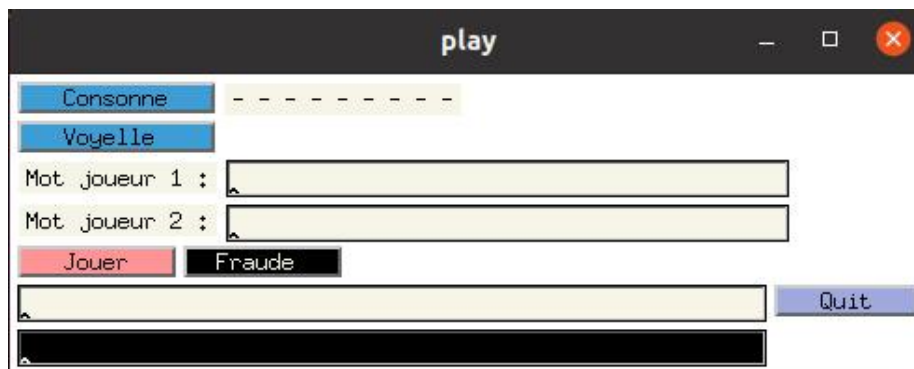 play
Consonne - - - - - - - - -
Voyelle
Mot joueur 1 :
Mot joueur 2 :
Jouer Fraude
Quit